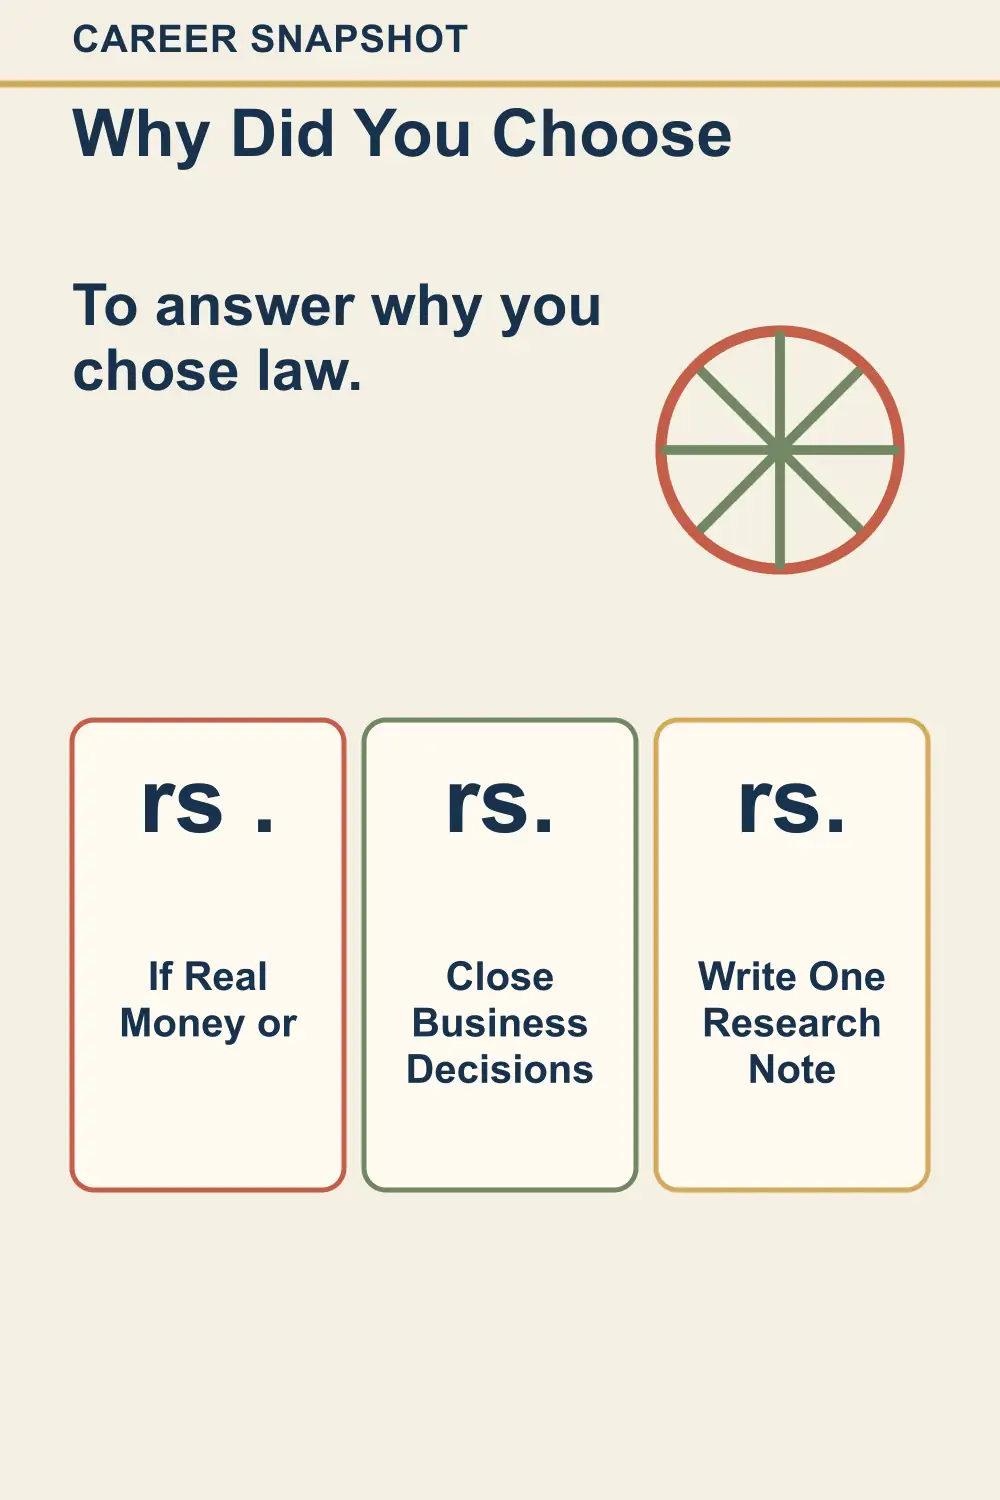 CAREER SNAPSHOT
Why Did You Choose
To answer why you
chose law.
rs .
If Real
Money or
rs.
Close
Business
Decisions
rs.
Write One
Research
Note